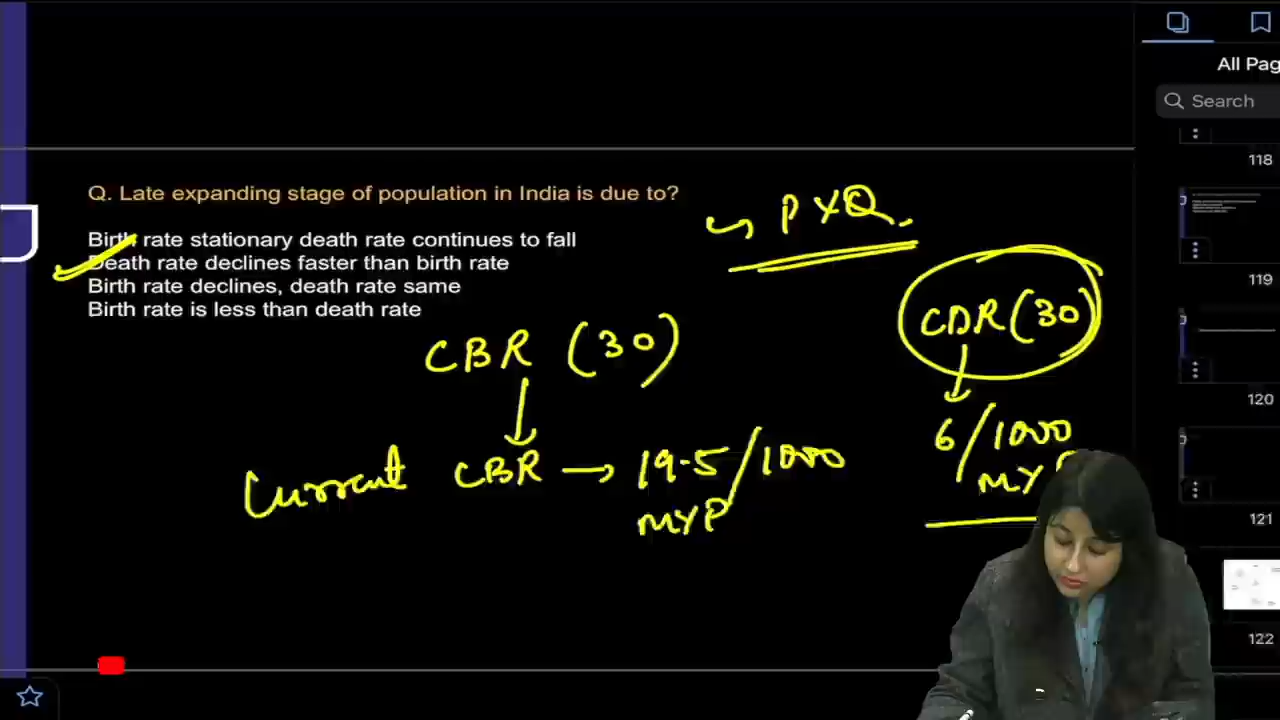 All Pag
Search
118
119
120
121
122
Q. Late expanding stage of population in India is due to?
Birth rate stationary death rate continues to fall
Death rate declines faster than birth rate
Birth rate declines, death rate same
Birth rate is less than death rate
PYQ.
CBR (30)
CDR (30)
Current CBR → 19.5/1000
MYP
6/1000
MY